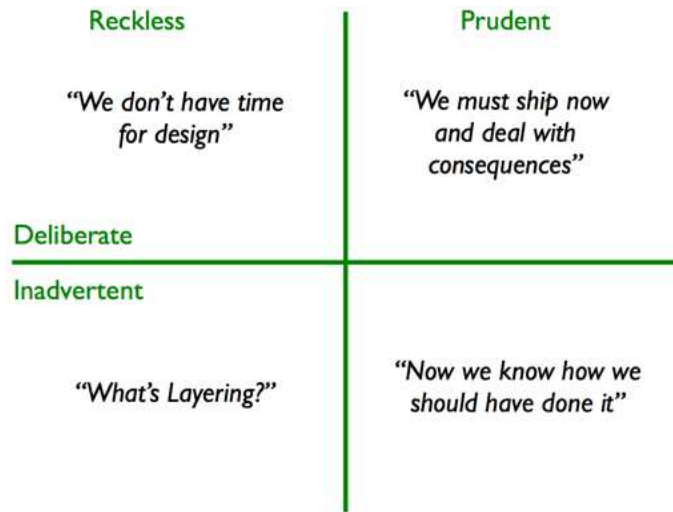 Reckless
Prudent
“We don’t have time
for design”
“We must ship now
and deal with
consequences”
Deliberate
Inadvertent
“What’s Layering?”
“Now we know how we
should have done it”